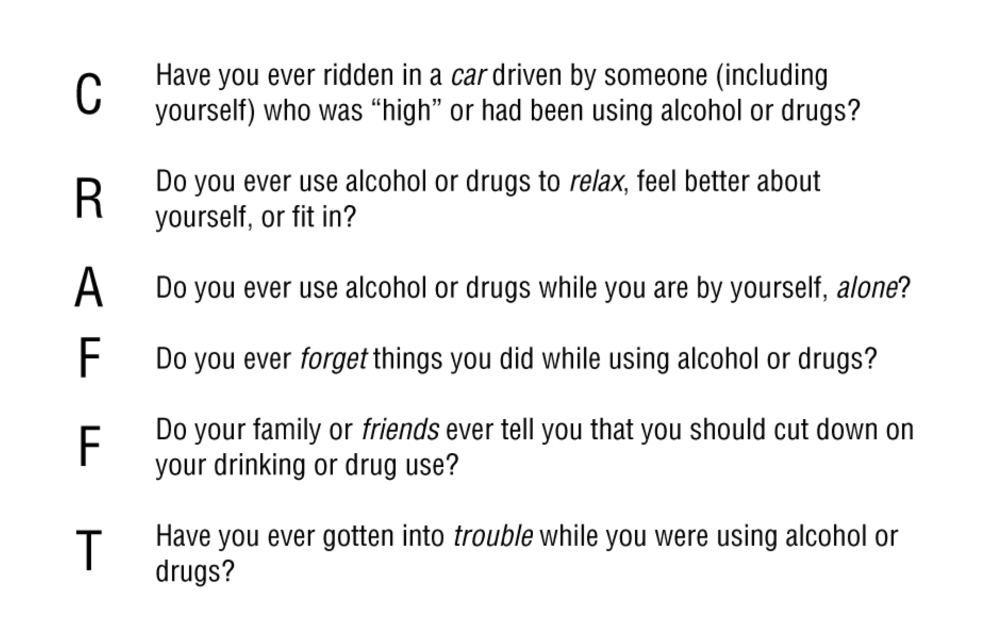 C
Have you ever ridden in a car driven by someone (including
yourself) who was “high” or had been using alcohol or drugs?
R
Do you ever use alcohol or drugs to relax, feel better about
yourself, or fit in?
A
Do you ever use alcohol or drugs while you are by yourself, alone?
F
Do you ever forget things you did while using alcohol or drugs?
F
Do your family or friends ever tell you that you should cut down on
your drinking or drug use?
T
Have you ever gotten into trouble while you were using alcohol or
drugs?